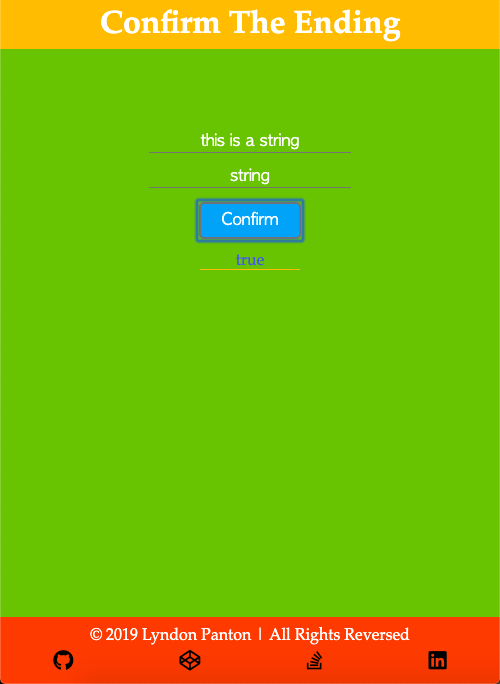 Confirm The Ending
this is a string
string
Confirm
true
© 2019 Lyndon Panton | All Rights Reversed